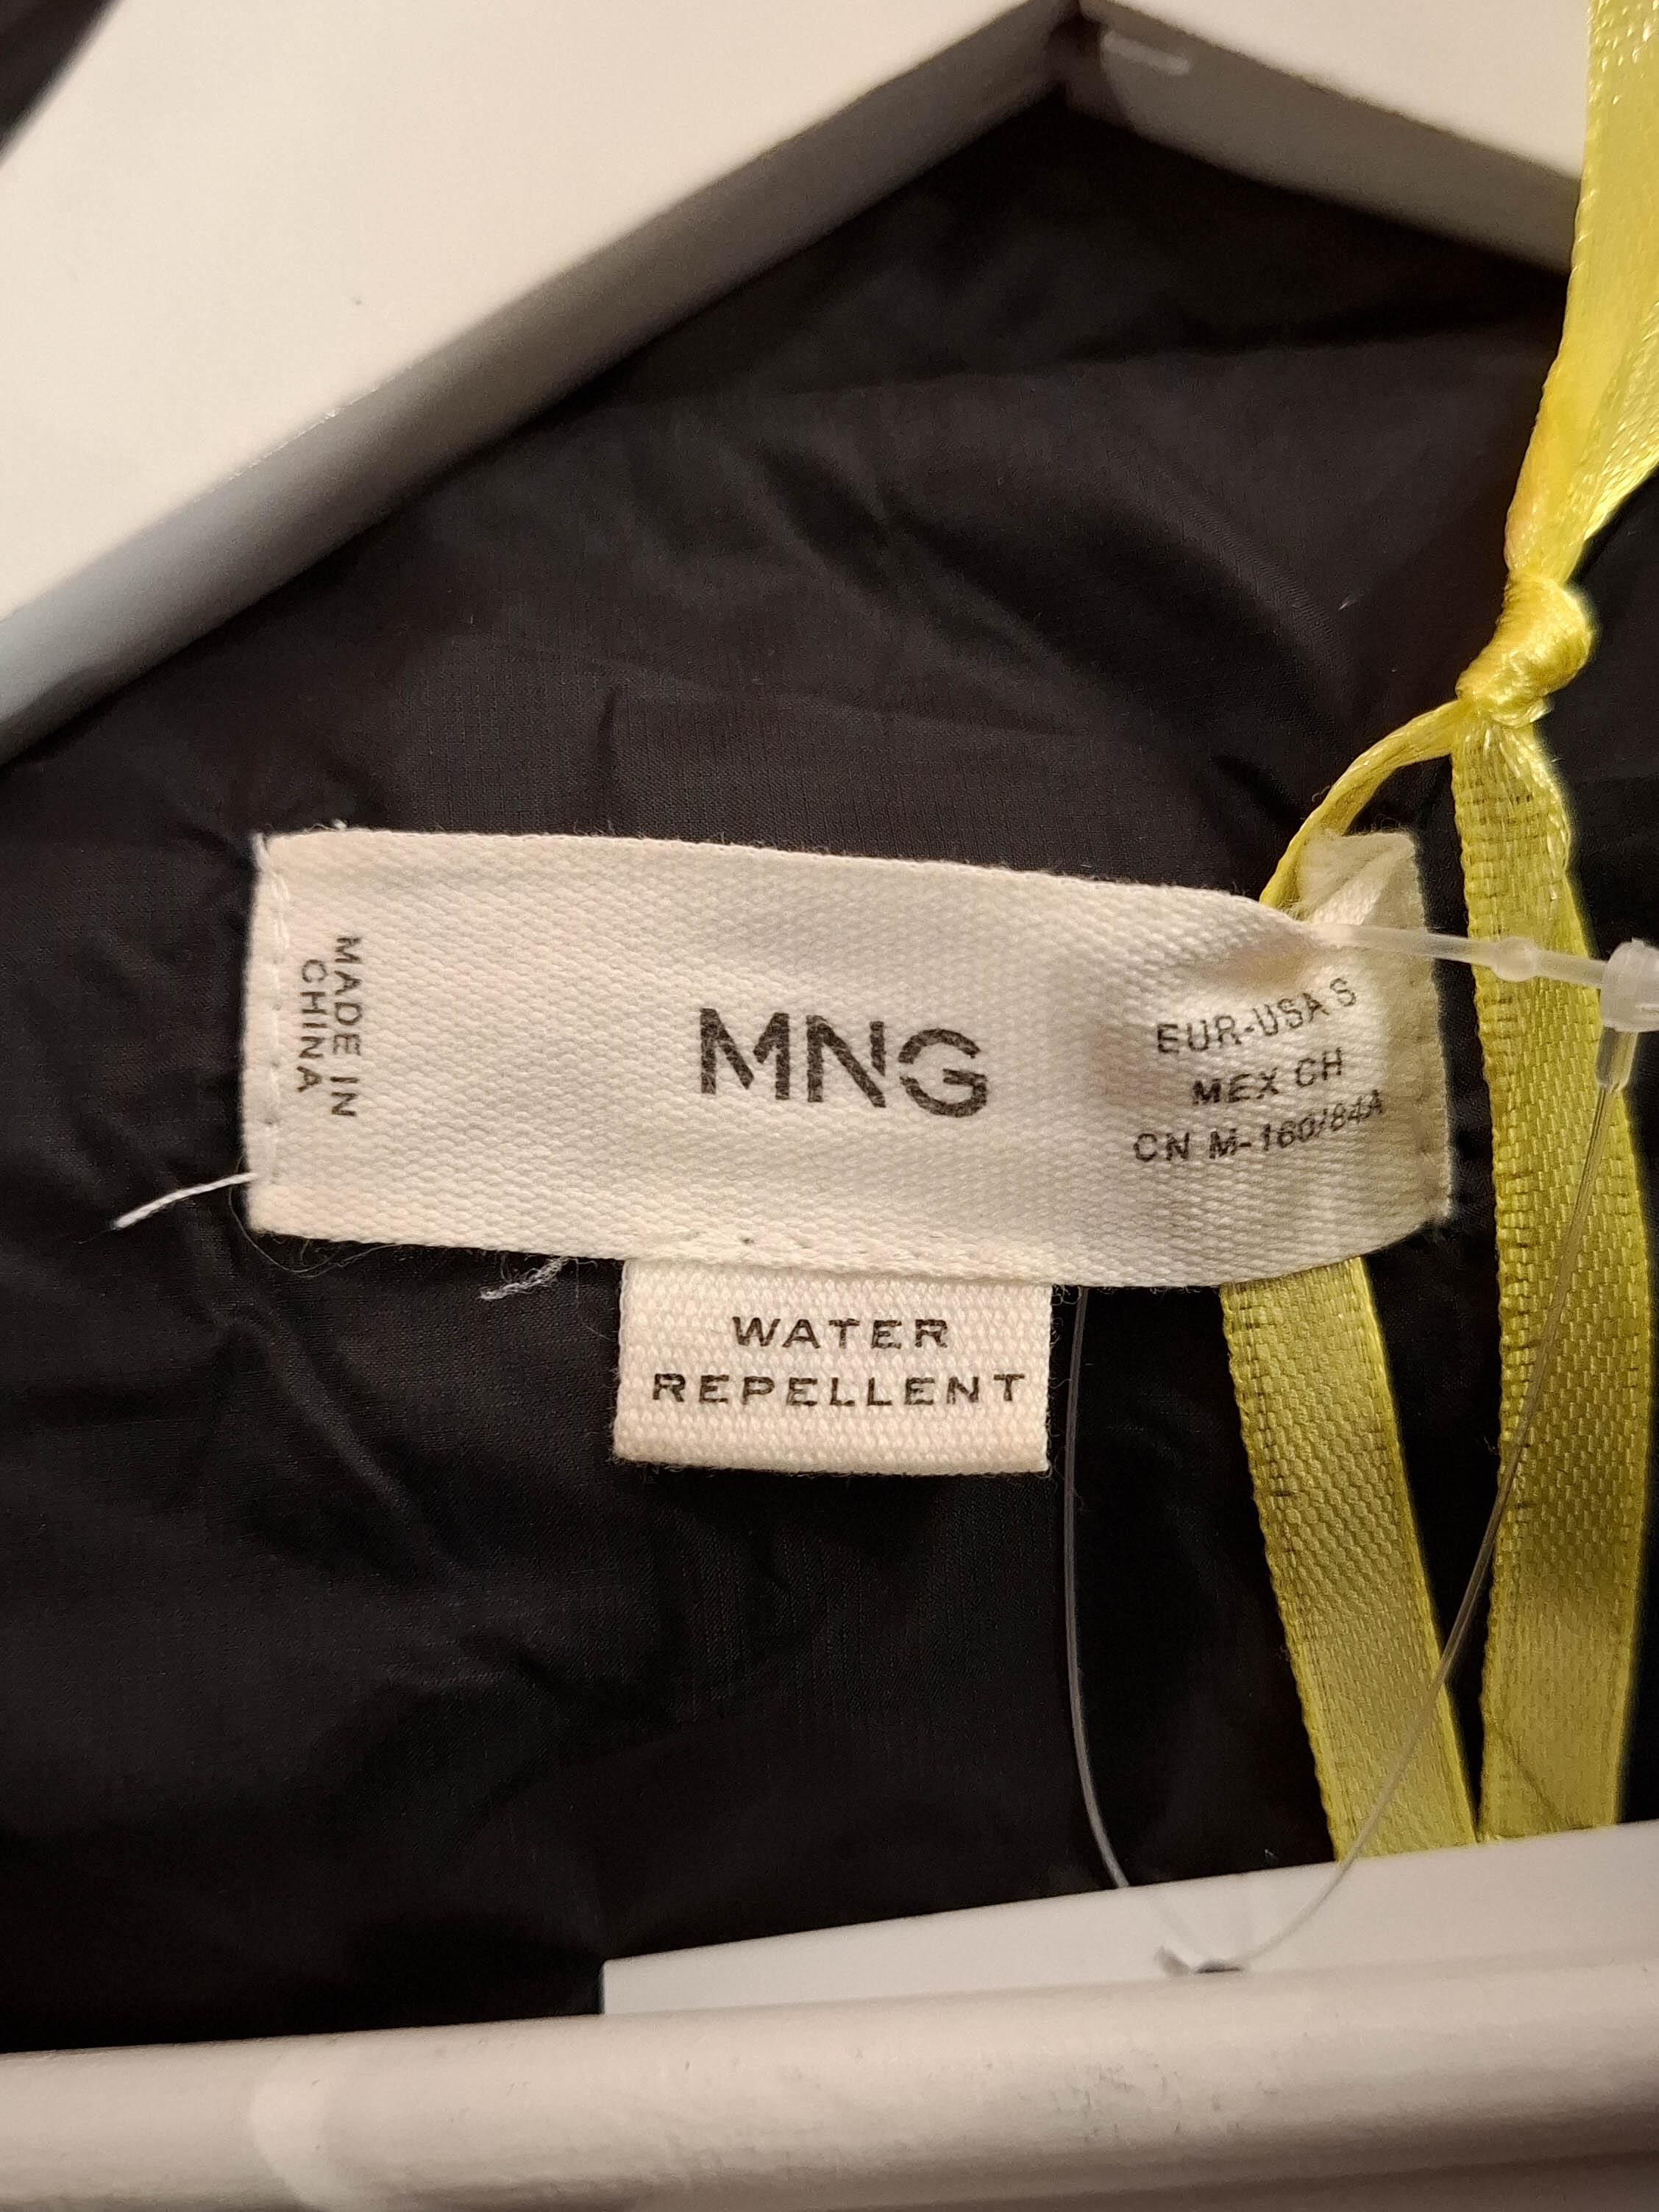 MADE IN
CHINA
MNG
EUR-USA S
MEX CH
CN M-160/84A
WATER
REPELLENT